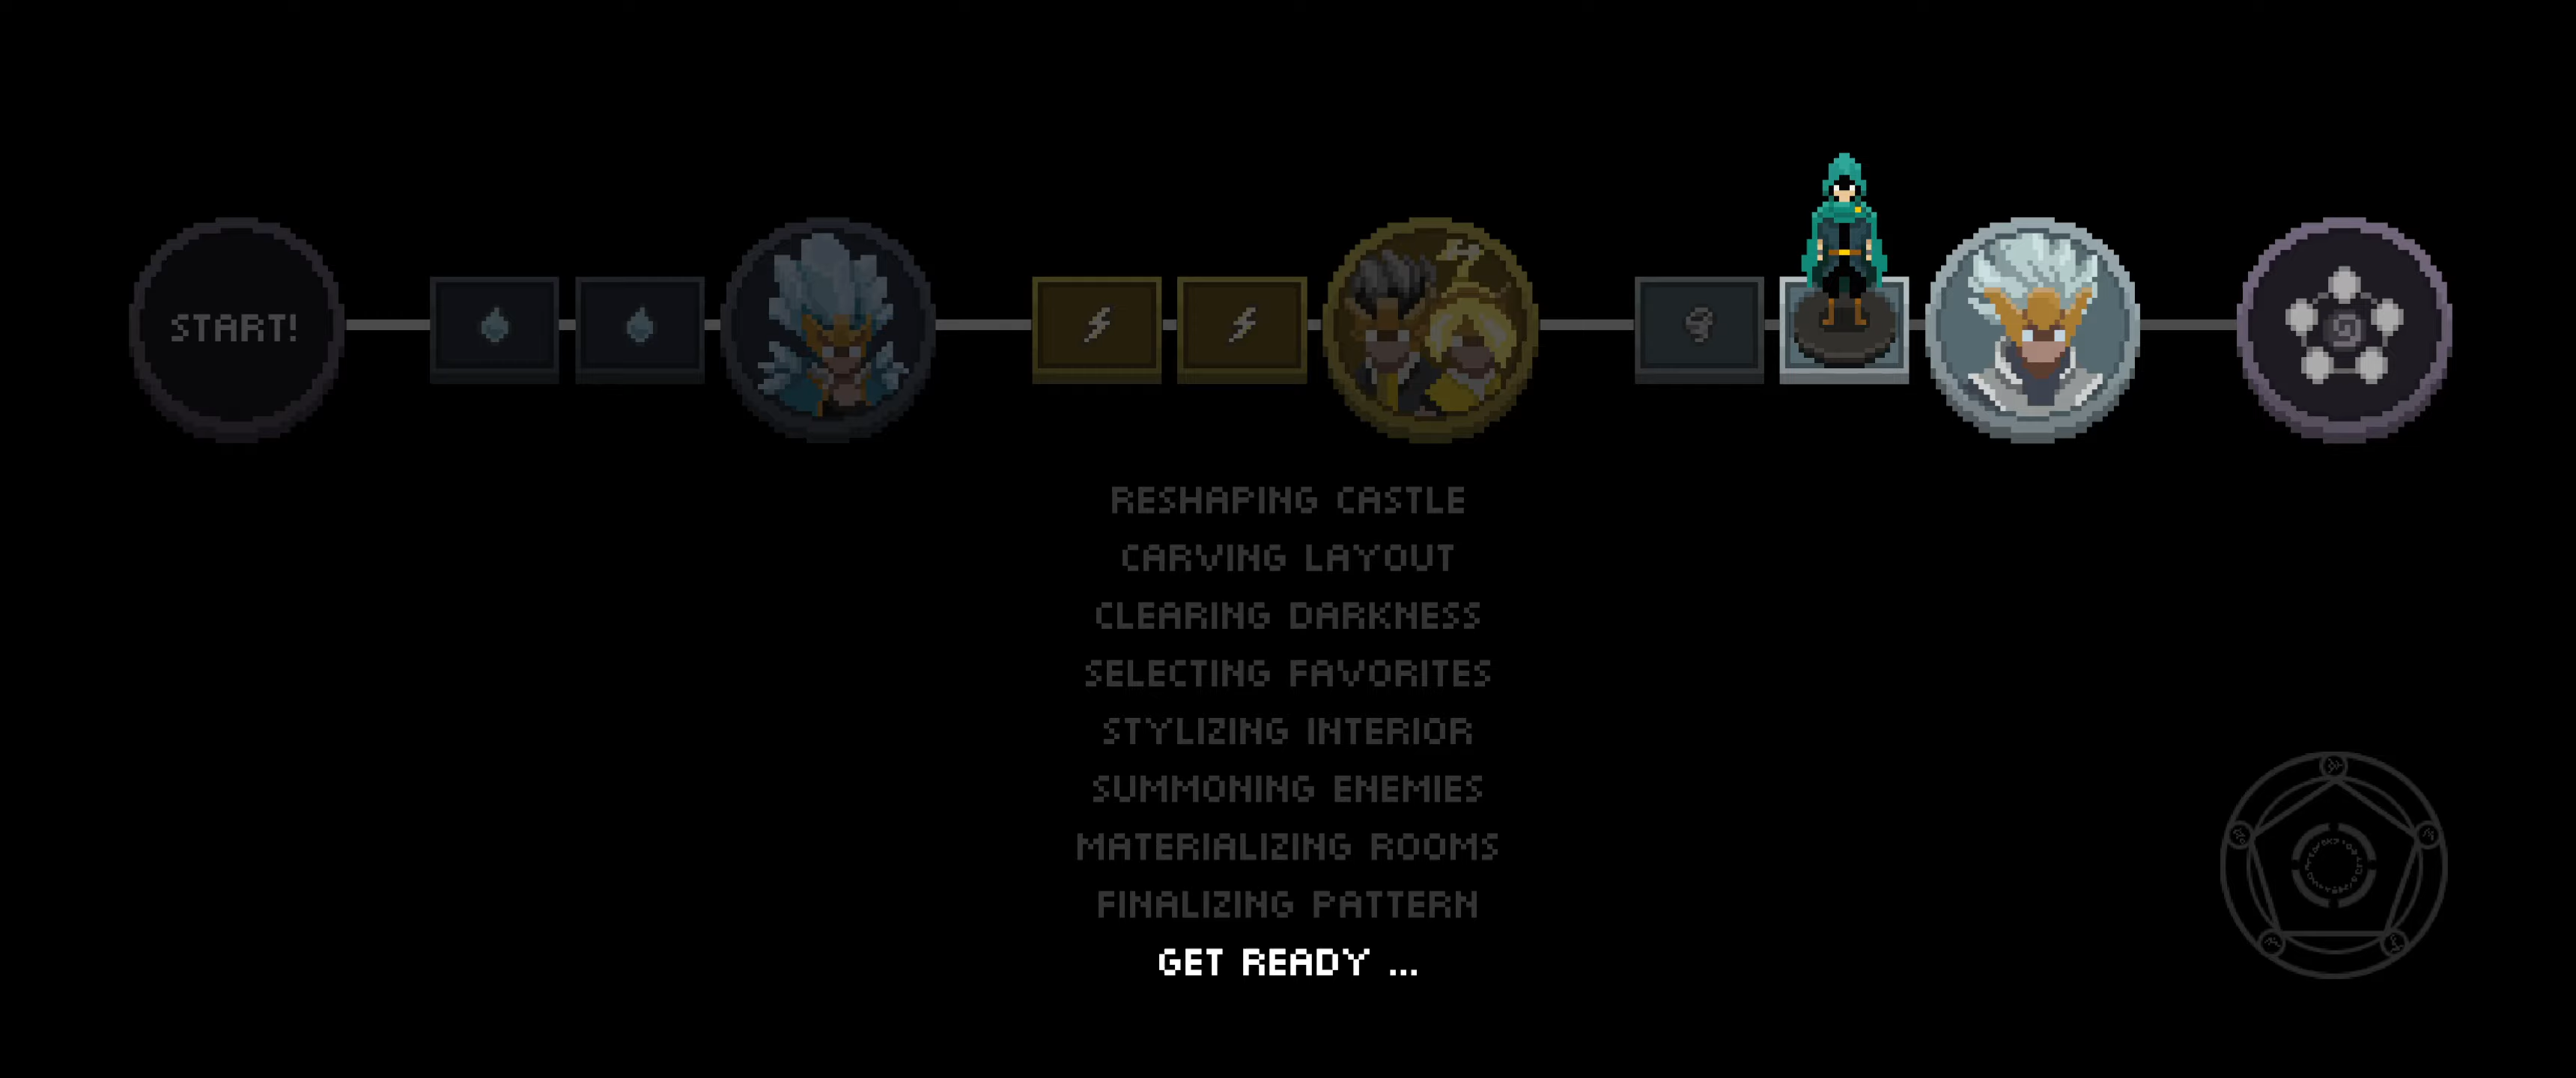 START!
RESHAPING CASTLE
CARVING LAYOUT
CLEARING DARKNESS
SELECTING FAVORITES
STYLIZING INTERIOR
SUMMONING ENEMIES
MATERIALIZING ROOMS
FINALIZING PATTERN
GET READY ...